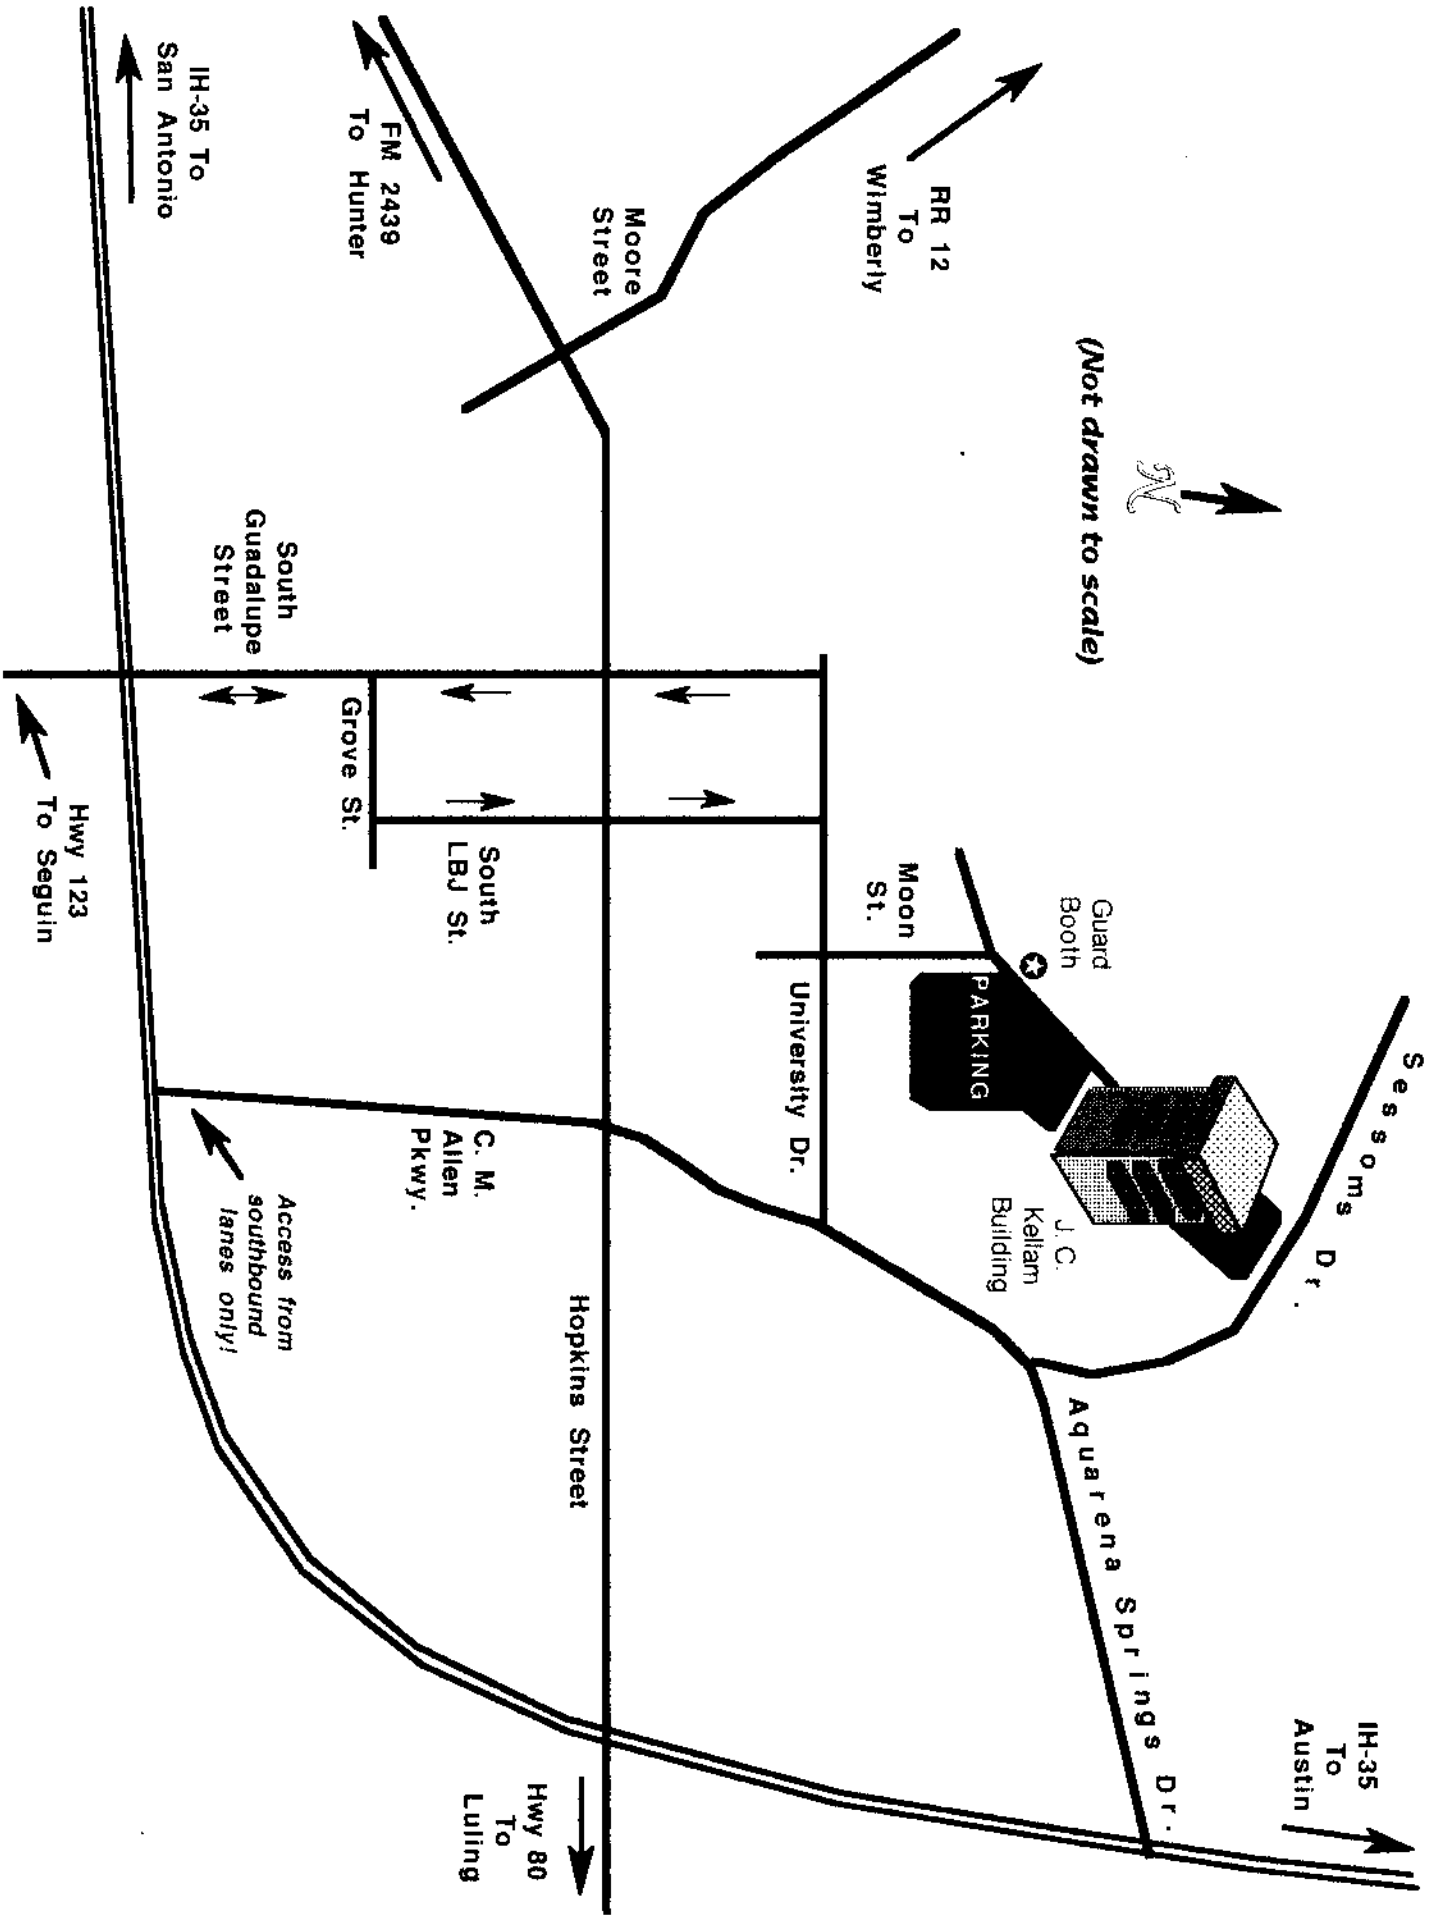 Sessoms Dr.
IH-35
To
Austin
(Not drawn to scale)
N
Guard
Booth
PARKING
J. C.
Kellam
Building
Aquarena Springs Dr.
RR 12
To
Wimberly
Moon
St.
University Dr.
Moore
Street
Hopkins Street
Hwy 80
To
Luling
FM 2439
To Hunter
South
LBJ St.
Grove St.
C. M.
Allen
Pkwy.
South
Guadalupe
Street
Access from
southbound
lanes only!
IH-35 To
San Antonio
Hwy 123
To Seguin